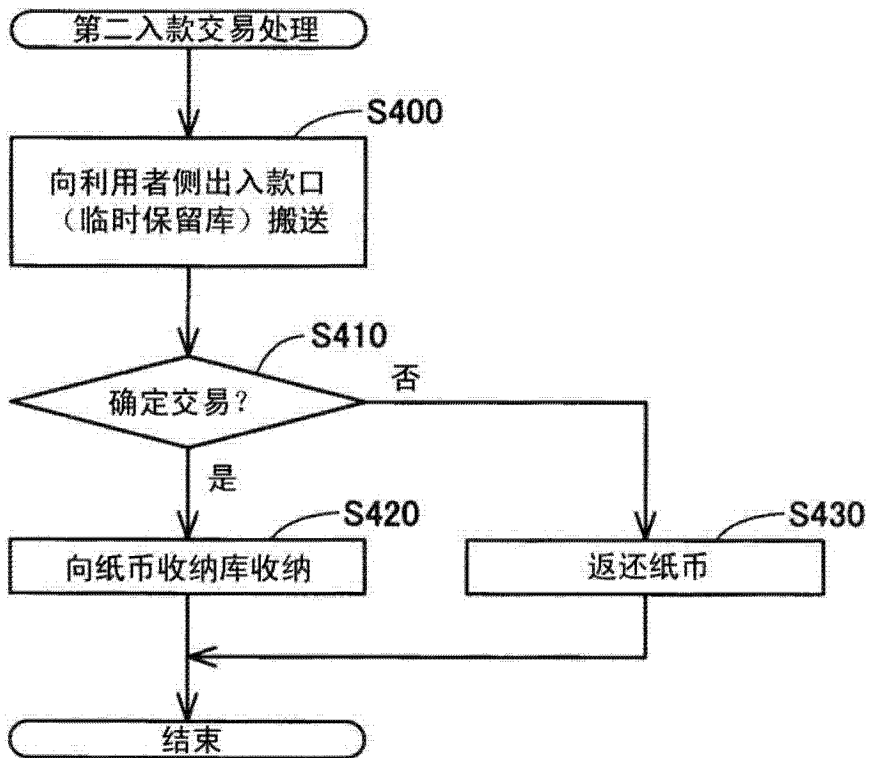 第二入款交易处理
S400
向利用者侧出入款口
（临时保留库）搬送
S410
确定交易？
否
是
S420
向纸币收纳库收纳
S430
返还纸币
结束